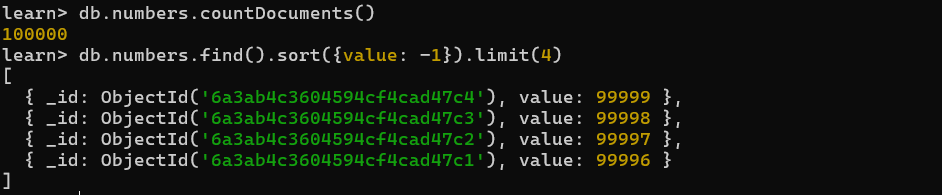 learn> db.numbers.countDocuments()
100000
learn> db.numbers.find().sort({value: -1}).limit(4)
[
  { _id: ObjectId('6a3ab4c3604594cf4cad47c4'), value: 99999 },
  { _id: ObjectId('6a3ab4c3604594cf4cad47c3'), value: 99998 },
  { _id: ObjectId('6a3ab4c3604594cf4cad47c2'), value: 99997 },
  { _id: ObjectId('6a3ab4c3604594cf4cad47c1'), value: 99996 }
]